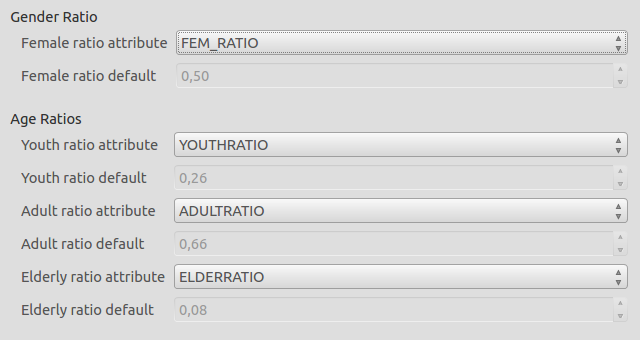 Gender Ratio
Female ratio attribute FEM_RATIO
Female ratio default 0,50
Age Ratios
Youth ratio attribute YOUTHRATIO
Youth ratio default 0,26
Adult ratio attribute ADULTRATIO
Adult ratio default 0,66
Elderly ratio attribute ELDERRATIO
Elderly ratio default 0,08